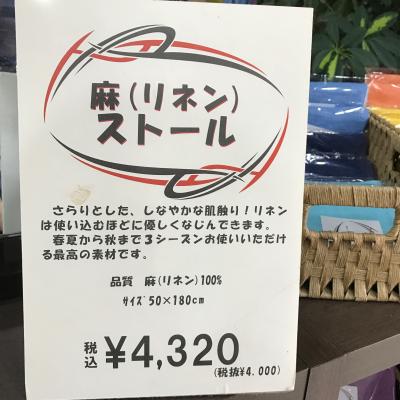 麻(リネン)
ストール
さらりとした、しなやかな肌触り！リネン
は使い込むほどに優しくなじんできます。
春夏から秋まで３シーズンお使いいただけ
る最高の素材です。
品質 麻(リネン)100%
ｻｲｽﾞ 50×180cm
税込 ¥4,320
(税抜¥4.000)